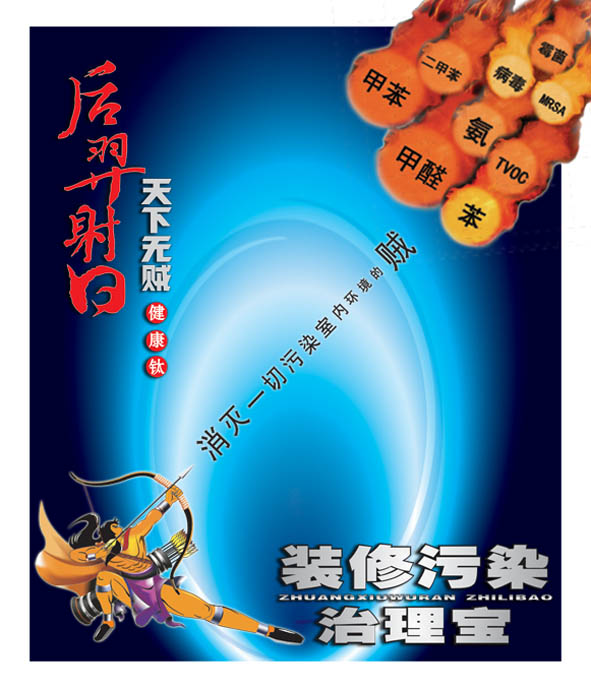 后羿射日
天下无贼
健康钛
甲苯
二甲苯
病毒
霉菌
MRSA
氨
甲醛
TVOC
苯
消灭一切污染室内环境的贼
装修污染
ZHUANGXIUWURAN ZHILIBAO
治理宝